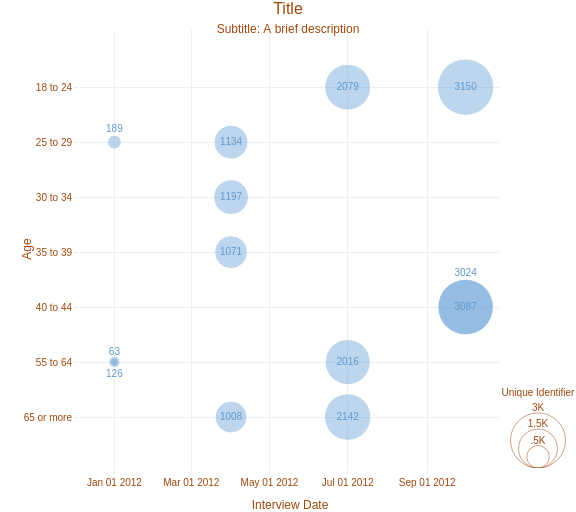 Title
Subtitle: A brief description
18 to 24
2079
3150
189
25 to 29
1134
30 to 34
1197
Age
35 to 39
1071
3024
40 to 44
3087
63
55 to 64
2016
126
65 or more
1008
2142
Unique Identifier
3K
1.5K
.5K
Jan 01 2012
Mar 01 2012
May 01 2012
Jul 01 2012
Sep 01 2012
Interview Date